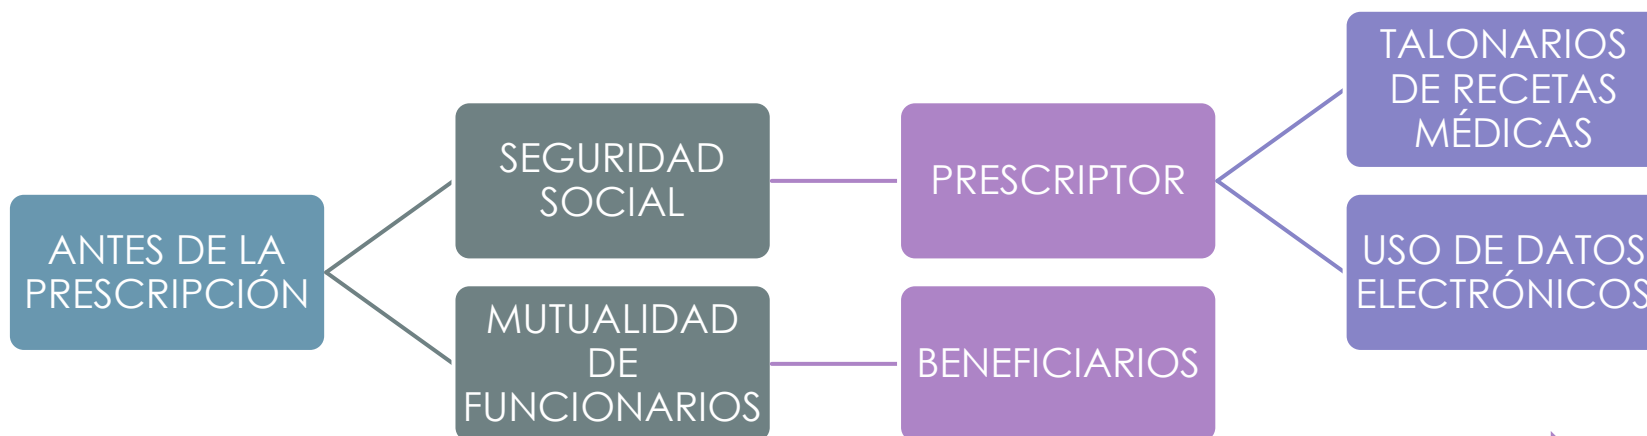 ANTES DE LA
PRESCRIPCIÓN
SEGURIDAD
SOCIAL
MUTUALIDAD
DE
FUNCIONARIOS
PRESCRIPTOR
BENEFICIARIOS
TALONARIOS
DE RECETAS
MÉDICAS
USO DE DATOS
ELECTRÓNICOS